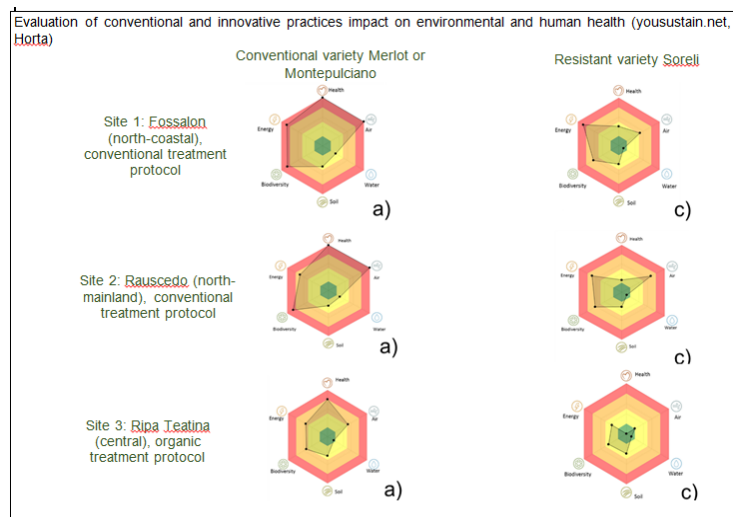 Evaluation of conventional and innovative practices impact on environmental and human health (yousustain.net,
Horta)
Conventional variety Merlot or
Montepulciano
Resistant variety Soreli
Site 1: Fossalon
(north-coastal),
conventional treatment
protocol
Health
Energy
Air
Biodiversity
Water
Soil
a)
Health
Energy
Air
Biodiversity
Water
Soil
c)
Site 2: Rauscedo (north-
mainland), conventional
treatment protocol
Health
Energy
Air
Biodiversity
Water
Soil
a)
Health
Energy
Air
Biodiversity
Water
Soil
c)
Site 3: Ripa Teatina
(central), organic
treatment protocol
Health
Energy
Air
Biodiversity
Water
Soil
a)
Health
Energy
Air
Biodiversity
Water
Soil
c)